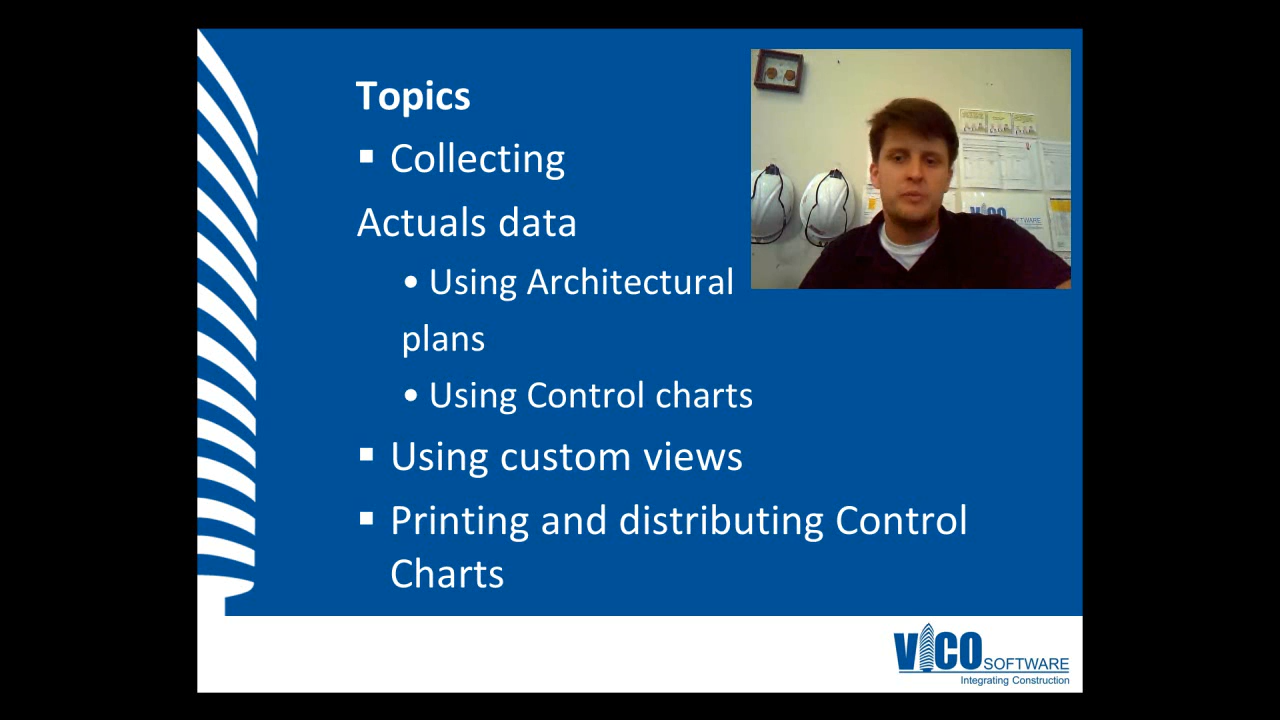 Topics
▪ Collecting
Actuals data
• Using Architectural
plans
• Using Control charts
▪ Using custom views
▪ Printing and distributing Control
Charts
VICO SOFTWARE
Integrating Construction